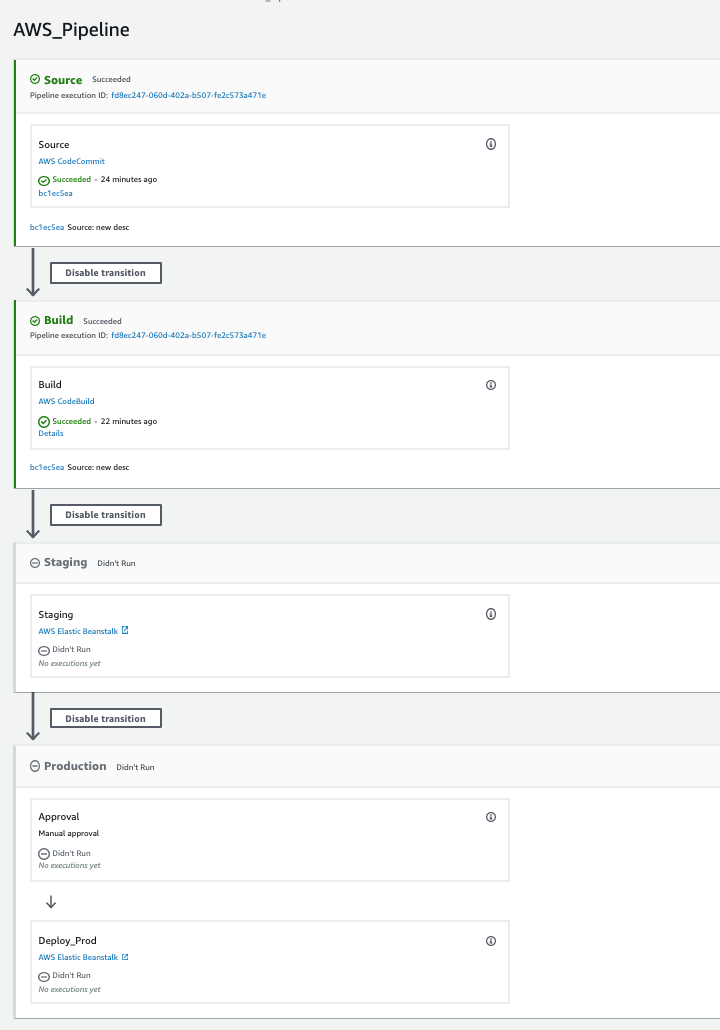 AWS_Pipeline
Source Succeeded
Pipeline execution ID: fd8ec247-060d-402a-b507-fe2c573a471e
Source
AWS CodeCommit
Succeeded - 24 minutes ago
bc1ec5ea
bc1ec5ea Source: new desc
Disable transition
Build Succeeded
Pipeline execution ID: fd8ec247-060d-402a-b507-fe2c573a471e
Build
AWS CodeBuild
Succeeded - 22 minutes ago
Details
bc1ec5ea Source: new desc
Disable transition
Staging Didn't Run
Staging
AWS Elastic Beanstalk
Didn't Run
No executions yet
Disable transition
Production Didn't Run
Approval
Manual approval
Didn't Run
No executions yet
Deploy_Prod
AWS Elastic Beanstalk
Didn't Run
No executions yet